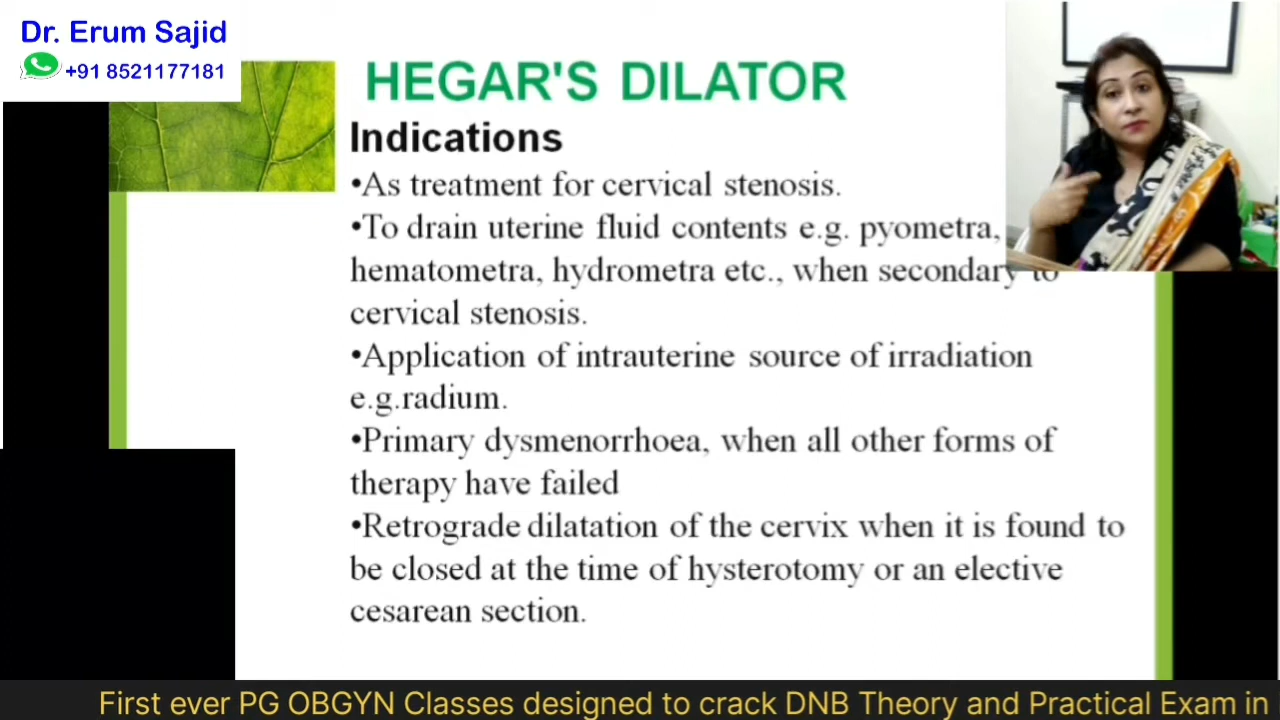 Dr. Erum Sajid
+91 8521177181
HEGAR'S DILATOR
Indications
•As treatment for cervical stenosis.
•To drain uterine fluid contents e.g. pyometra,
hematometra, hydrometra etc., when secondary to
cervical stenosis.
•Application of intrauterine source of irradiation
e.g.radium.
•Primary dysmenorrhoea, when all other forms of
therapy have failed
•Retrograde dilatation of the cervix when it is found to
be closed at the time of hysterotomy or an elective
cesarean section.
First ever PG OBGYN Classes designed to crack DNB Theory and Practical Exam in